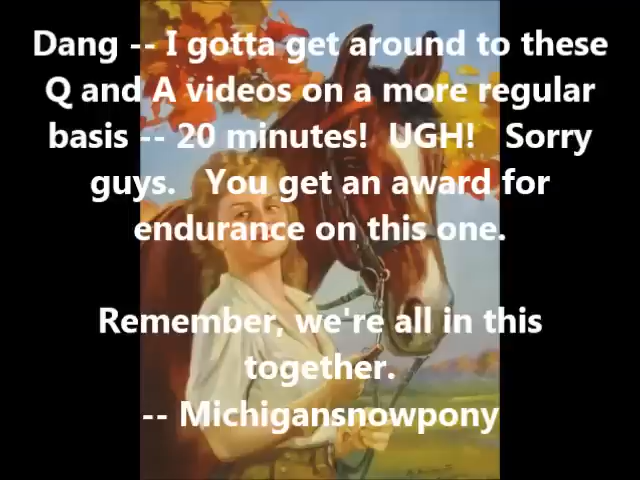 Dang -- I gotta get around to these
Q and A videos on a more regular
basis -- 20 minutes!  UGH!   Sorry
guys.   You get an award for
endurance on this one.
Remember, we're all in this
together.
-- Michigansnowpony